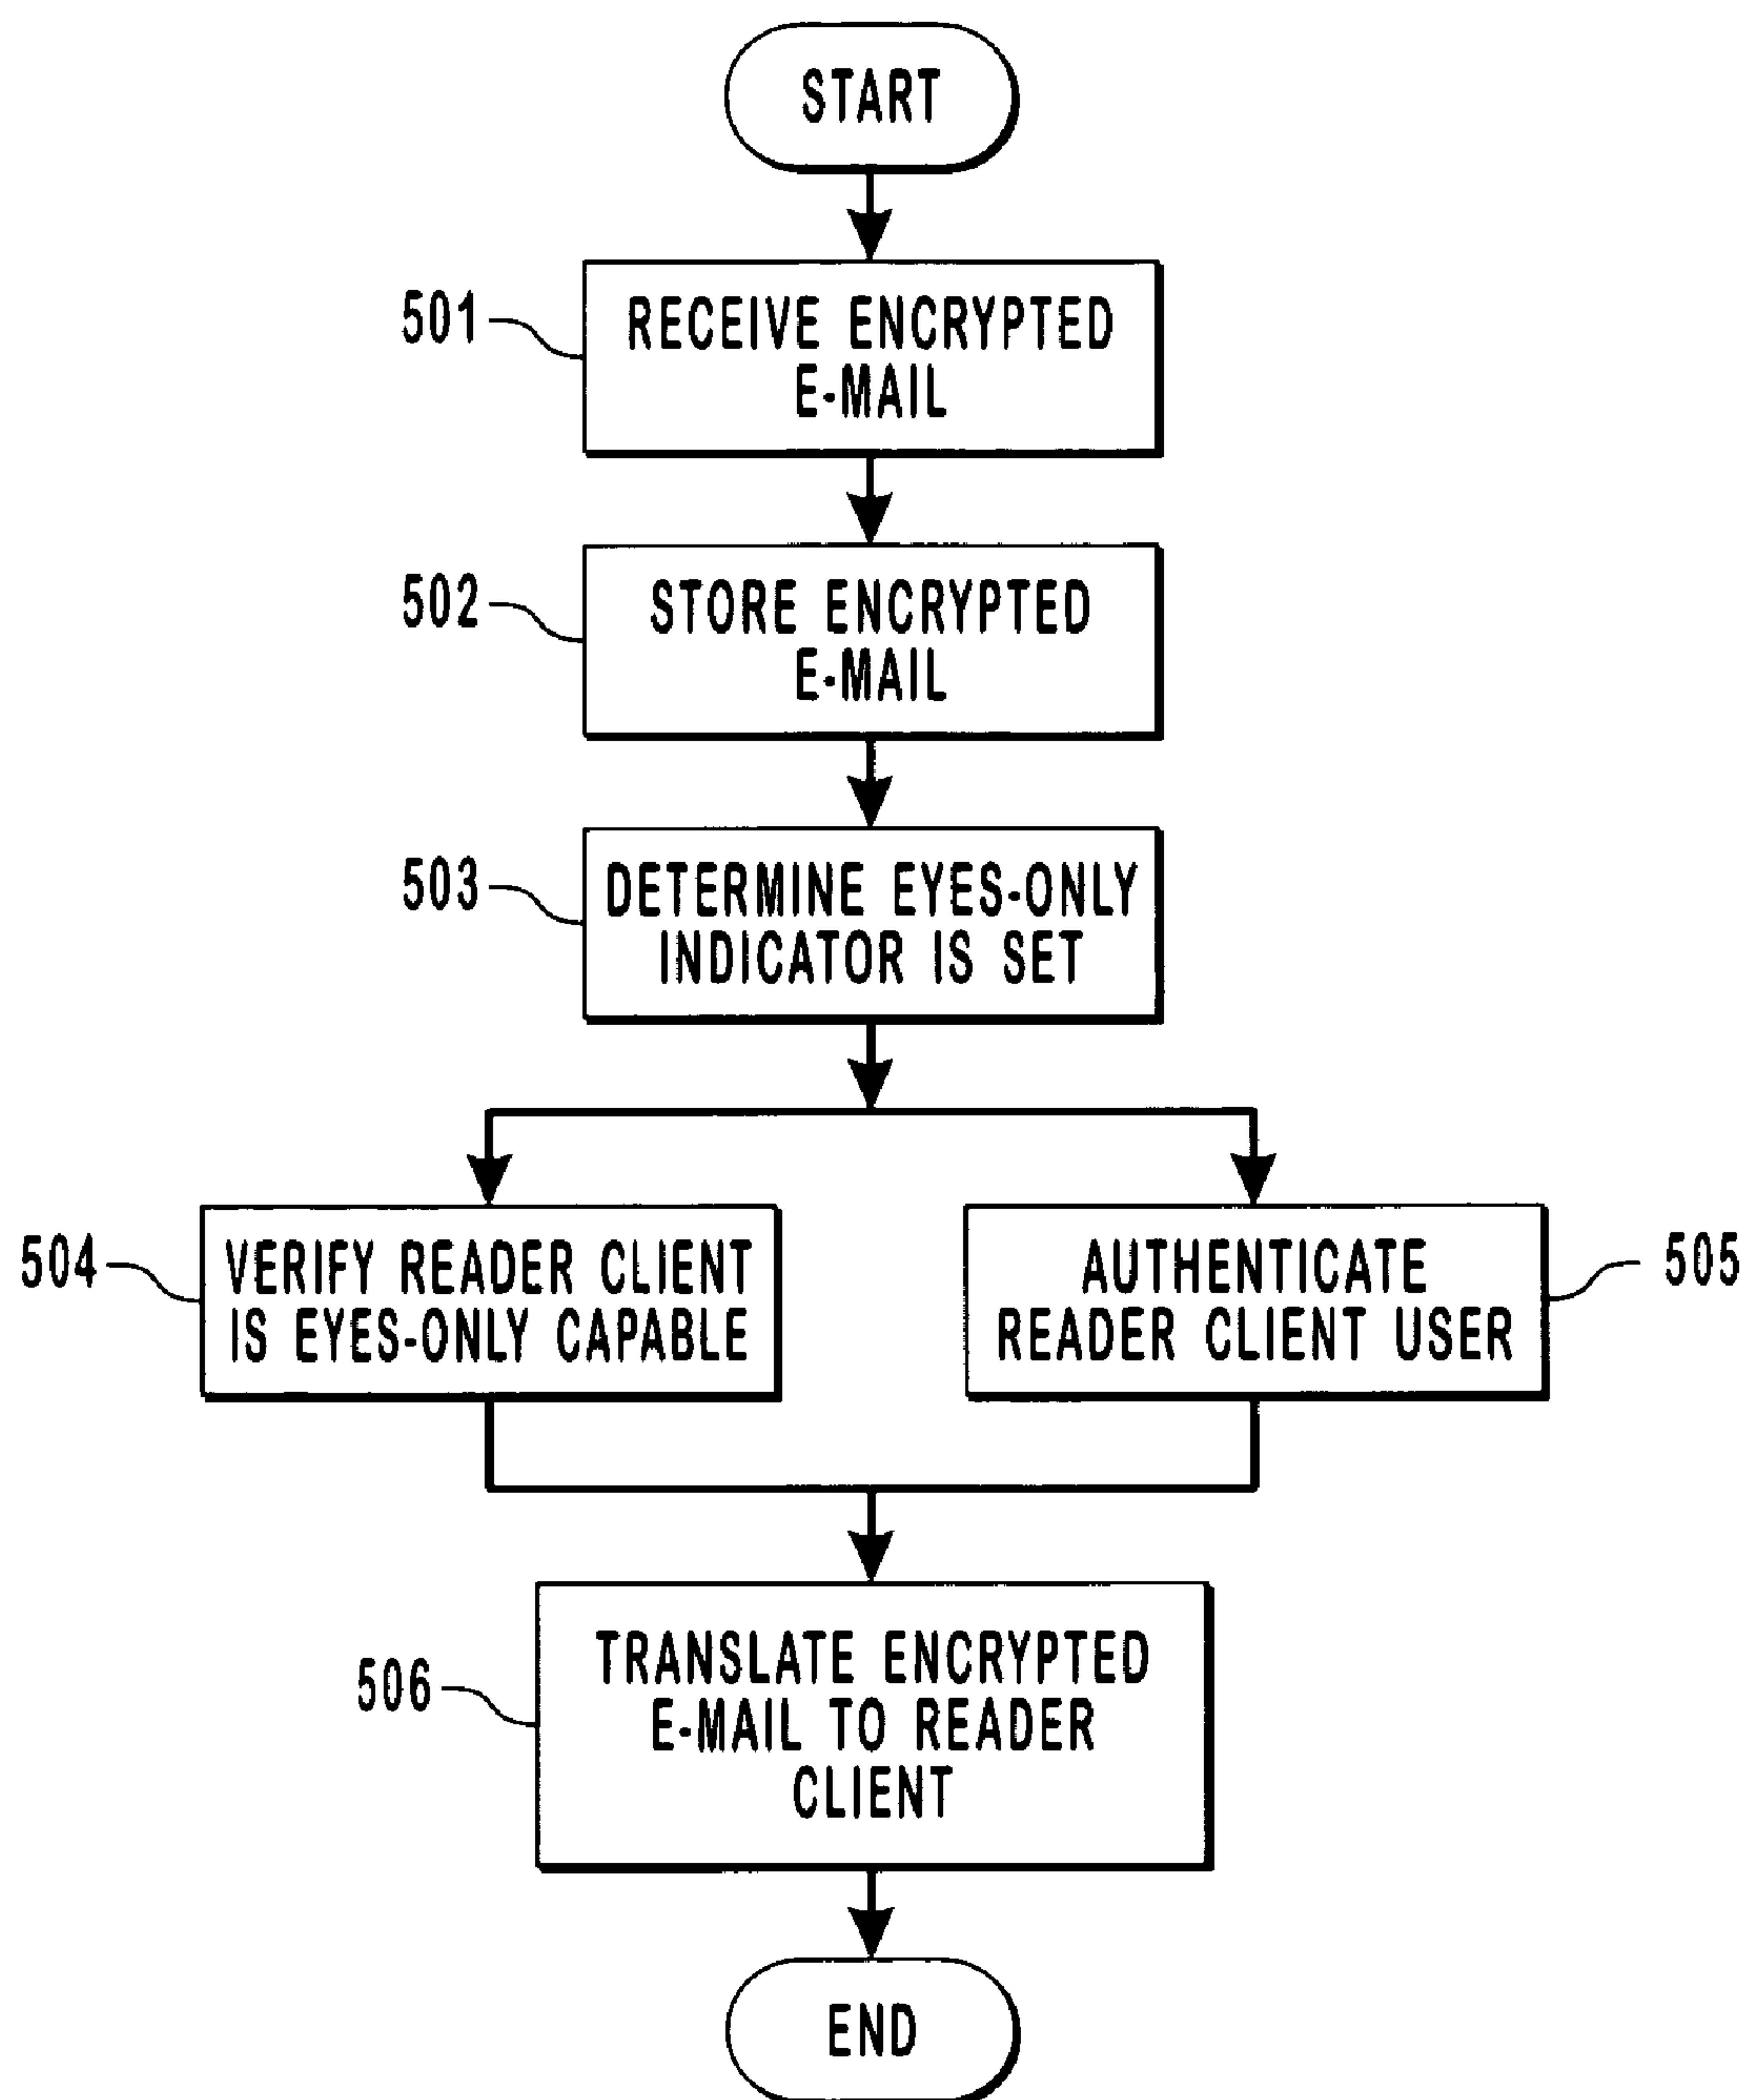 START
501
RECEIVE ENCRYPTED
E-MAIL
502
STORE ENCRYPTED
E-MAIL
503
DETERMINE EYES-ONLY
INDICATOR IS SET
504
VERIFY READER CLIENT
IS EYES-ONLY CAPABLE
AUTHENTICATE
READER CLIENT USER
505
506
TRANSLATE ENCRYPTED
E-MAIL TO READER
CLIENT
END